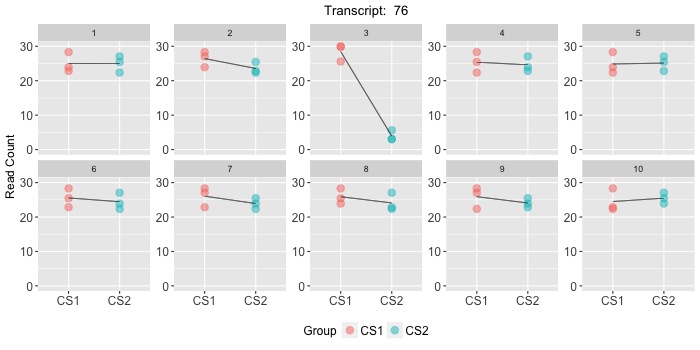 Transcript: 76
1 2 3 4 5
30
20
10
0
Read Count
6 7 8 9 10
30
20
10
0
CS1 CS2 CS1 CS2 CS1 CS2 CS1 CS2 CS1 CS2
Group CS1 CS2